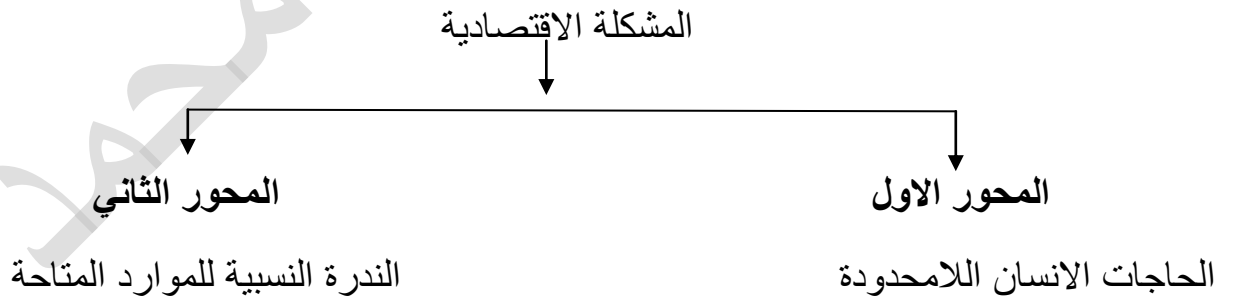 المشكلة الاقتصادية
المحور الاول
المحور الثاني
الحاجات الانسان اللامحدودة
الندرة النسبية للموارد المتاحة